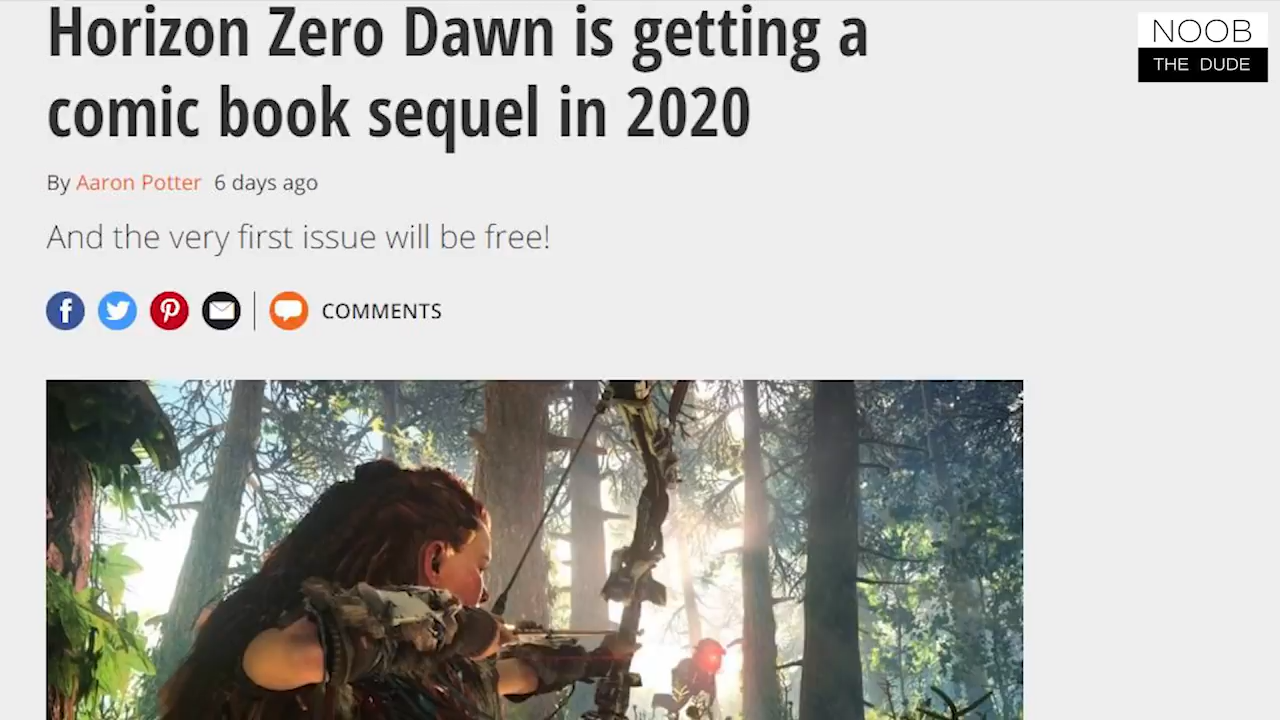 Horizon Zero Dawn is getting a
comic book sequel in 2020
NOOB
THE DUDE
By Aaron Potter 6 days ago
And the very first issue will be free!
COMMENTS